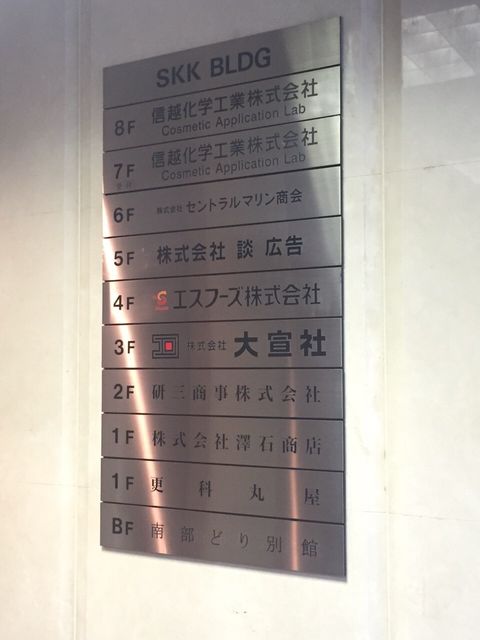 SKK BLDG
8F 信越化学工業株式会社
Cosmetic Application Lab
7F 信越化学工業株式会社
受付 Cosmetic Application Lab
6F 株式会社 セントラルマリン商会
5F 株式会社 談 広告
4F エスフーズ株式会社
3F 株式会社 大宣社
2F 研三商事株式会社
1F 株式会社澤石商店
1F 更科丸屋
BF 南部どり別館